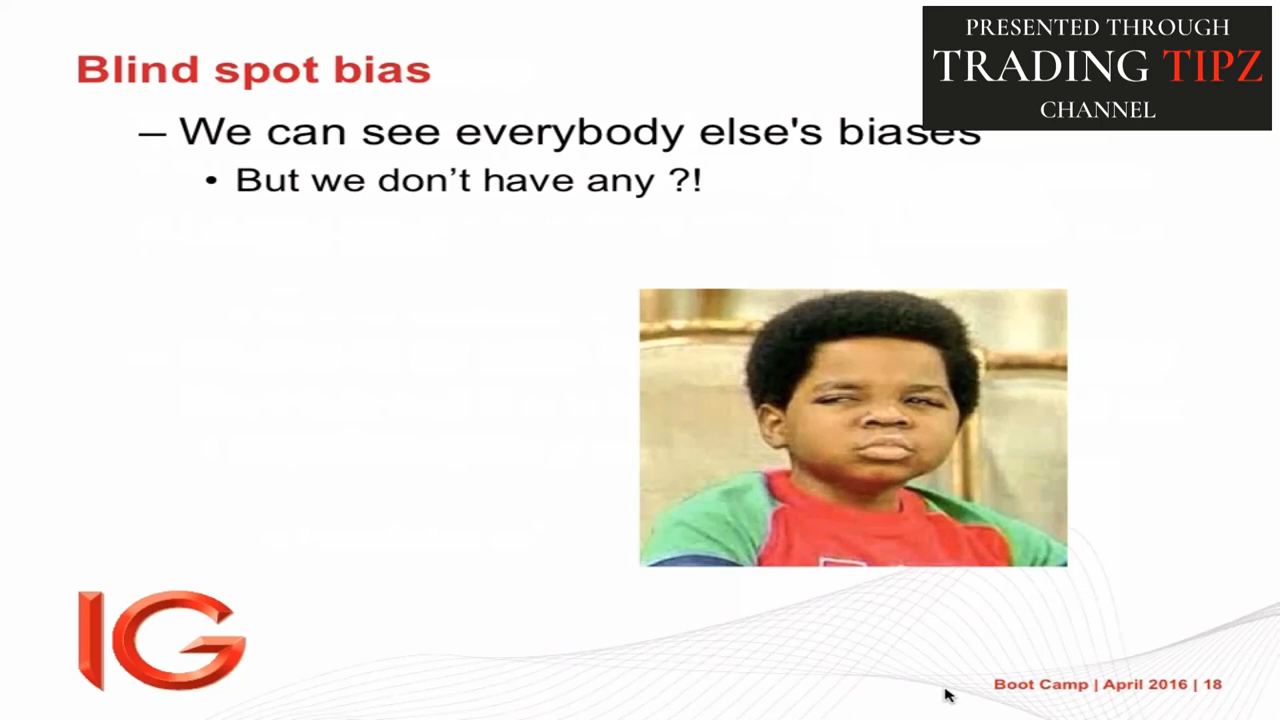 Blind spot bias
PRESENTED THROUGH
TRADING TIPZ
CHANNEL
– We can see everybody else's biases
• But we don’t have any ?!
IG
Boot Camp | April 2016 | 18